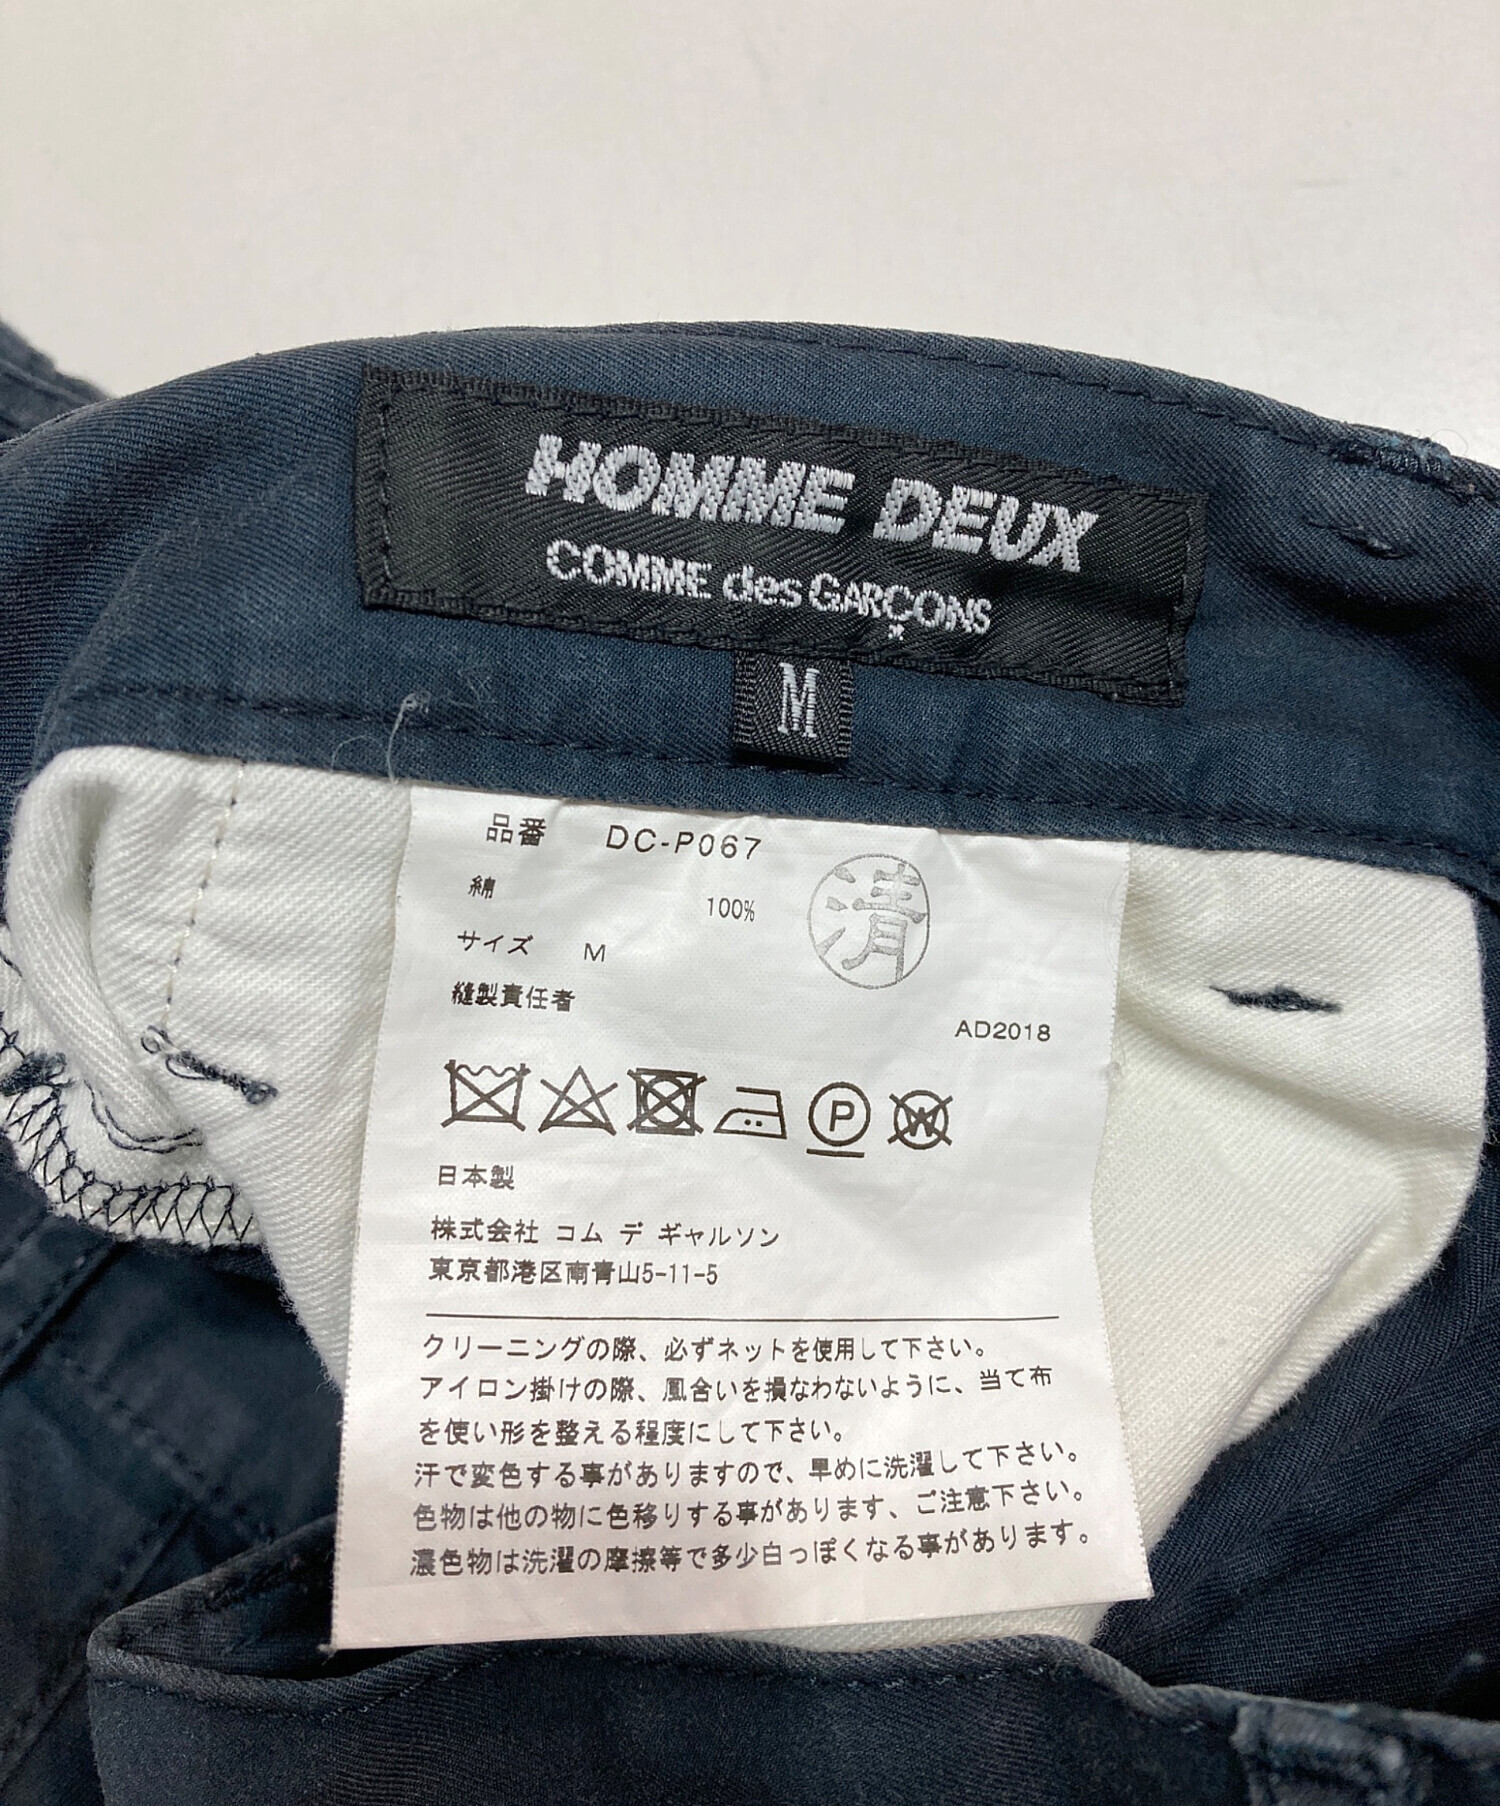 HOMME DEUX
COMME des GARÇONS
M
品番 DC-P067
綿 100%
サイズ M
清
縫製責任者
AD2018
P
W
日本製
株式会社 コム デ ギャルソン
東京都港区南青山5-11-5
クリーニングの際、必ずネットを使用して下さい。
アイロン掛けの際、風合いを損なわないように、当て布
を使い形を整える程度にして下さい。
汗で変色する事がありますので、早めに洗濯して下さい。
色物は他の物に色移りする事があります、ご注意下さい。
濃色物は洗濯の摩擦等で多少白っぽくなる事があります。